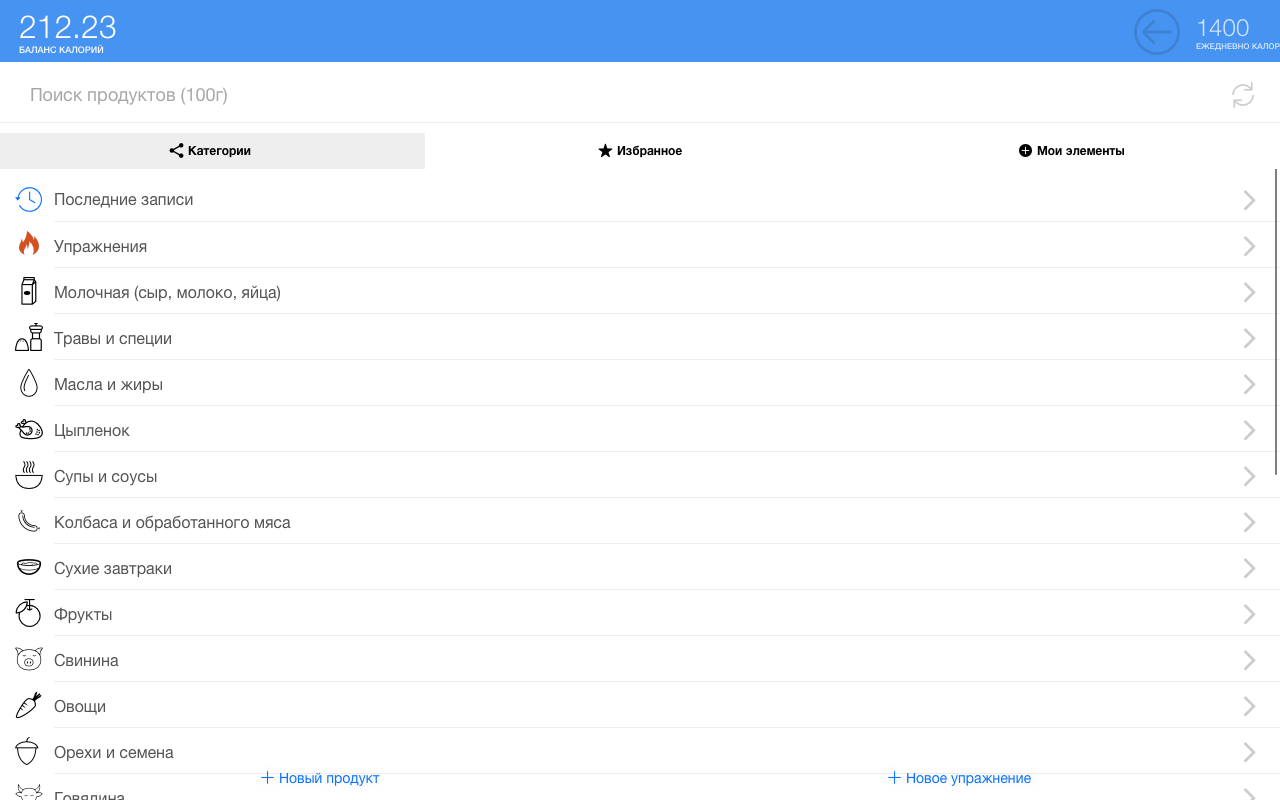 212.23
БАЛАНС КАЛОРИЙ
1400
ЕЖЕДНЕВНО КАЛОР
Поиск продуктов (100г)
Категории
Избранное
Мои элементы
Последние записи
Упражнения
Молочная (сыр, молоко, яйца)
Травы и специи
Масла и жиры
Цыпленок
Супы и соусы
Колбаса и обработанного мяса
Сухие завтраки
Фрукты
Свинина
Овощи
Орехи и семена
Новый продукт
Новое упражнение
Говядина